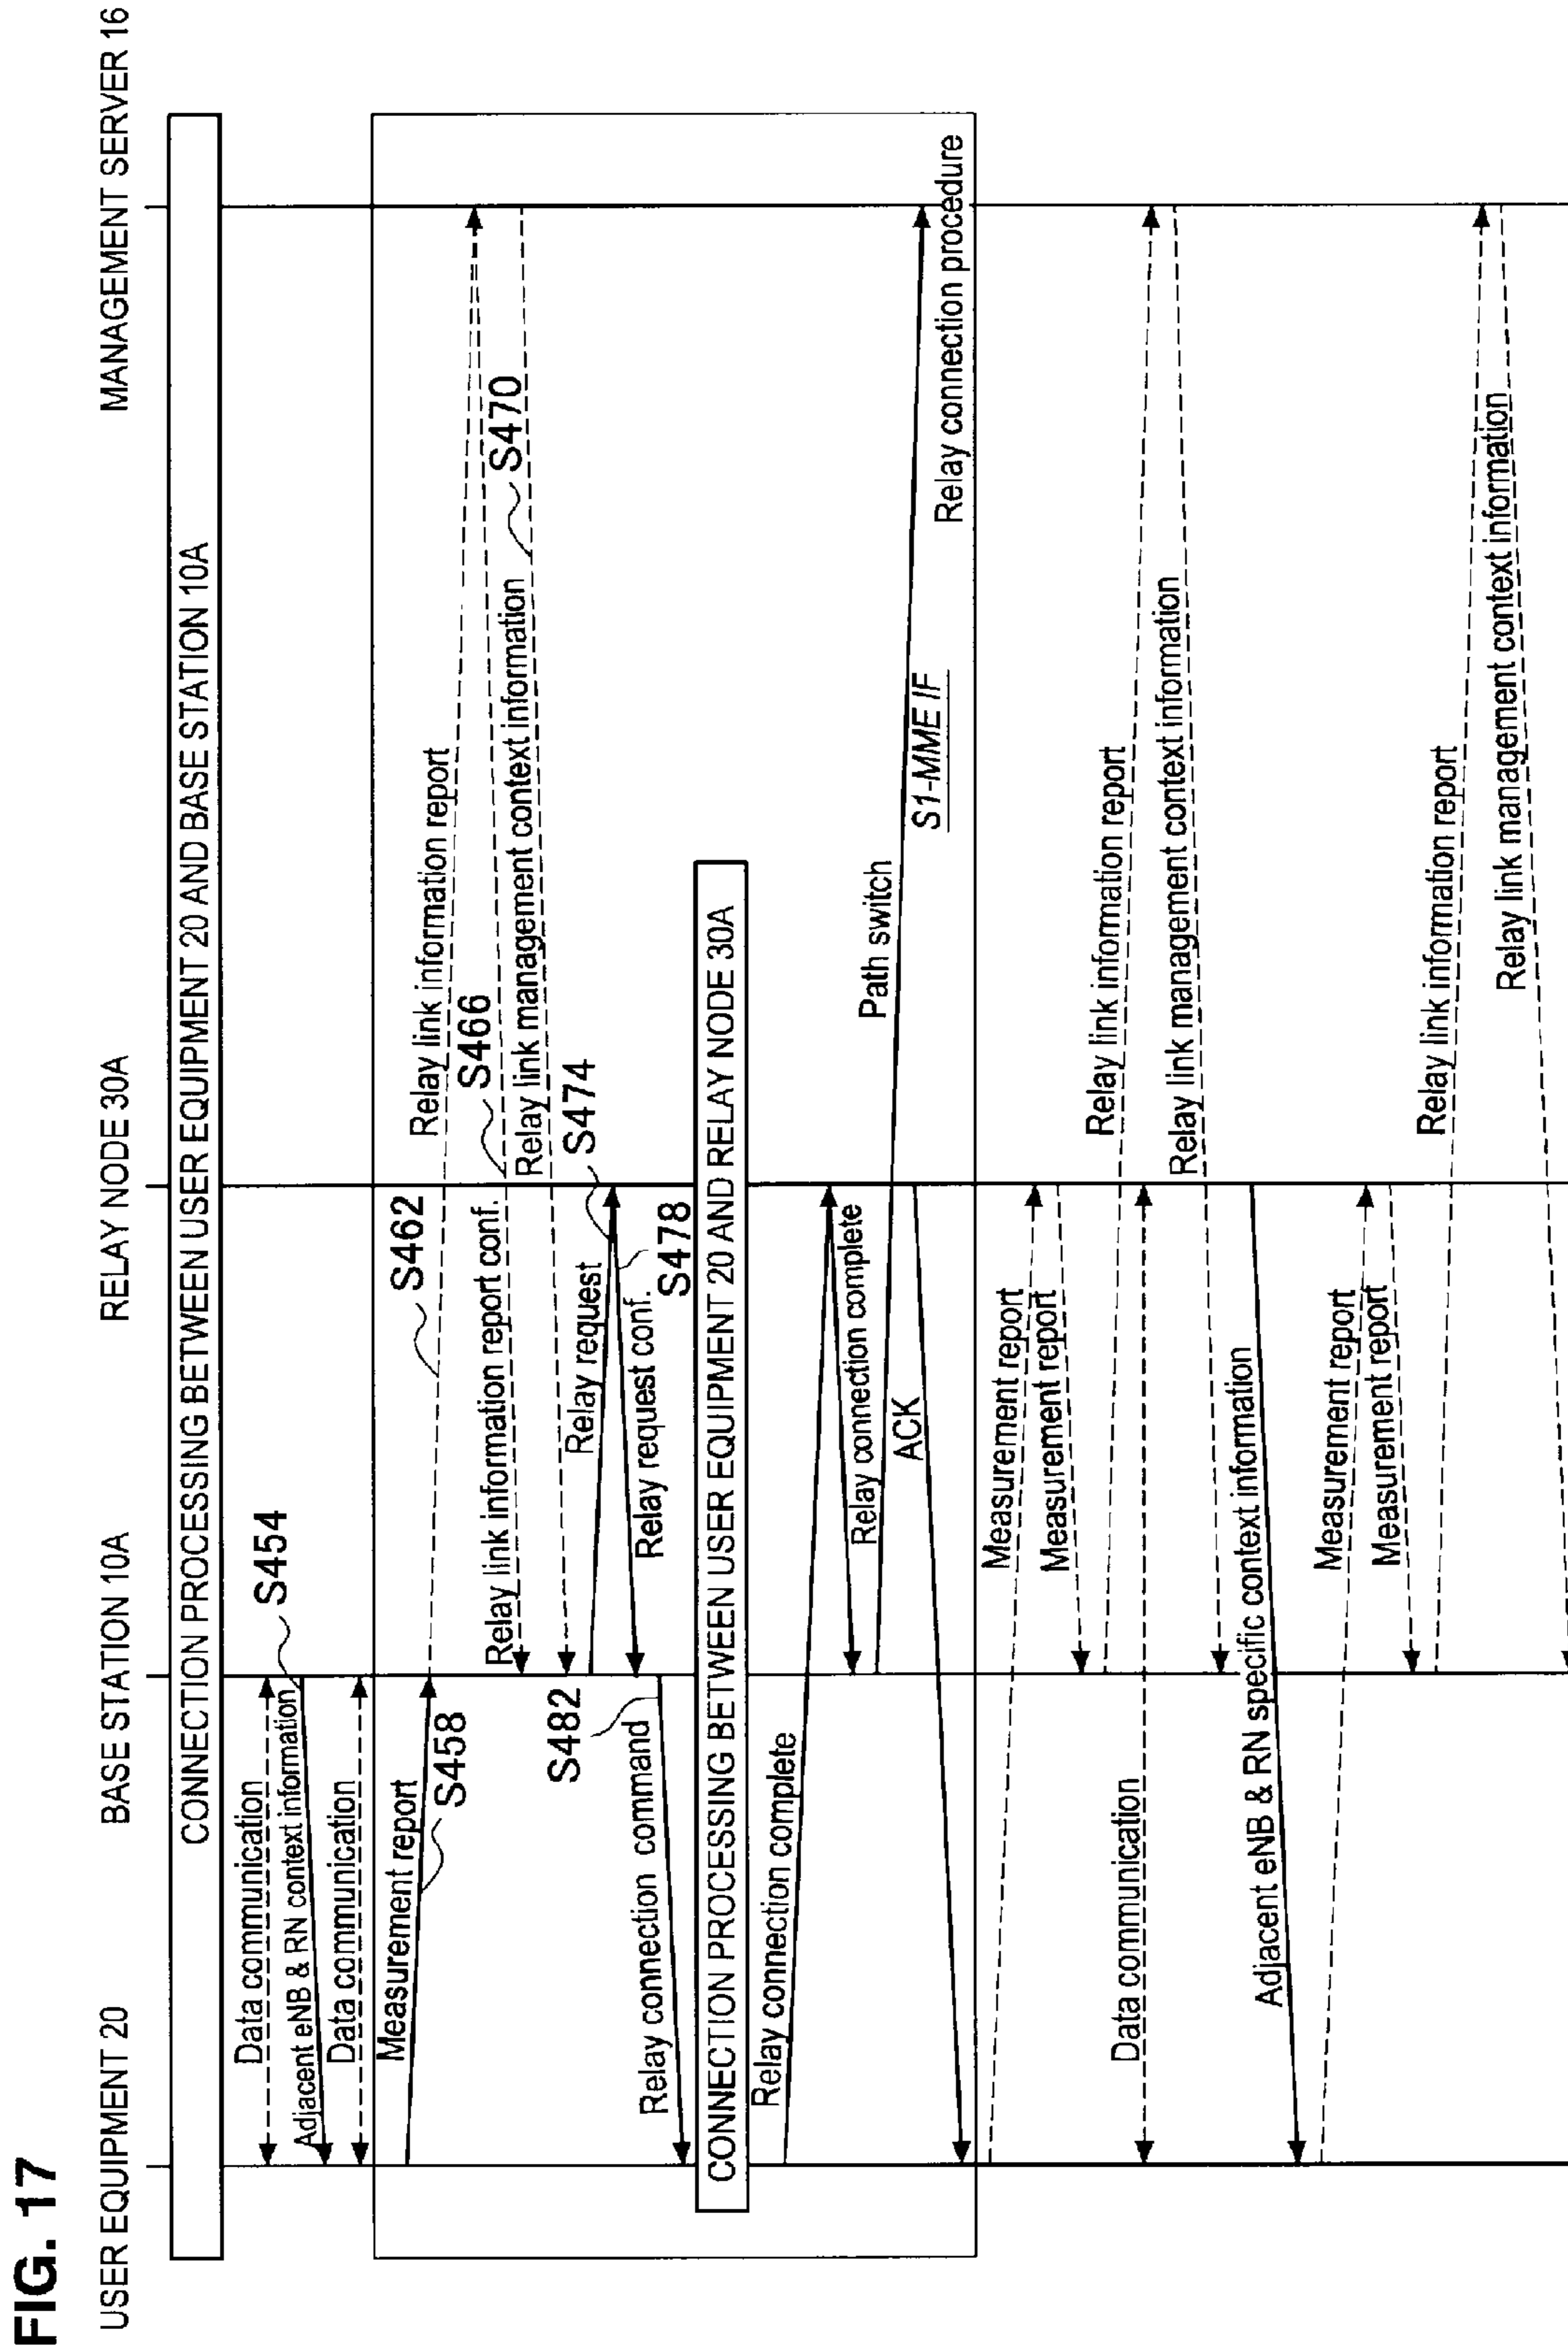 FIG. 17
USER EQUIPMENT 20
BASE STATION 10A
RELAY NODE 30A
MANAGEMENT SERVER 16
CONNECTION PROCESSING BETWEEN USER EQUIPMENT 20 AND BASE STATION 10A
Data communication
S454
Adjacent eNB & RN context information
Data communication
Measurement report
S458
S462
Relay link information report
S466
Relay link information report conf.
S470
Relay link management context information
S474
Relay request
S478
Relay request conf.
S482
Relay connection command
CONNECTION PROCESSING BETWEEN USER EQUIPMENT 20 AND RELAY NODE 30A
Relay connection complete
Relay connection complete
Path switch
ACK
S1-MME IF
Relay connection procedure
Measurement report
Measurement report
Relay link information report
Data communication
Relay link management context information
Adjacent eNB & RN specific context information
Measurement report
Measurement report
Relay link information report
Relay link management context information